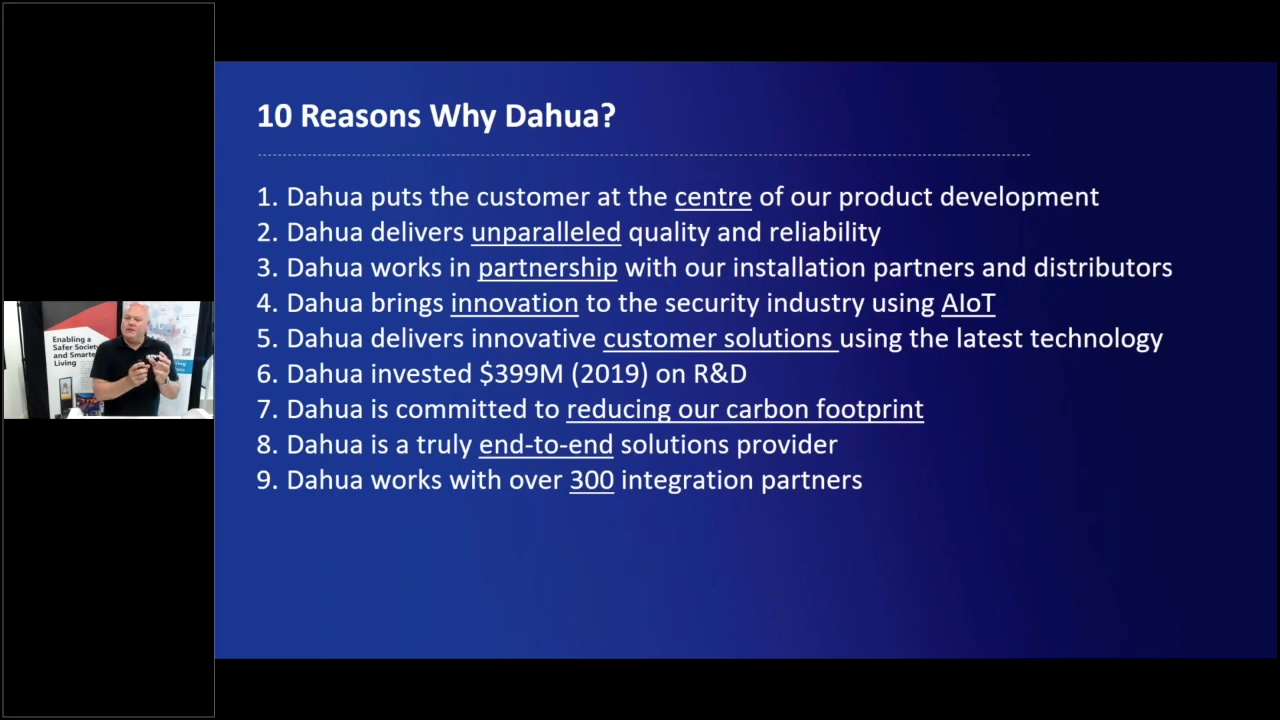 10 Reasons Why Dahua?
1. Dahua puts the customer at the centre of our product development
2. Dahua delivers unparalleled quality and reliability
3. Dahua works in partnership with our installation partners and distributors
4. Dahua brings innovation to the security industry using AIoT
5. Dahua delivers innovative customer solutions using the latest technology
6. Dahua invested $399M (2019) on R&D
7. Dahua is committed to reducing our carbon footprint
8. Dahua is a truly end-to-end solutions provider
9. Dahua works with over 300 integration partners
Enabling a
Safer Society
and Smarte
Living